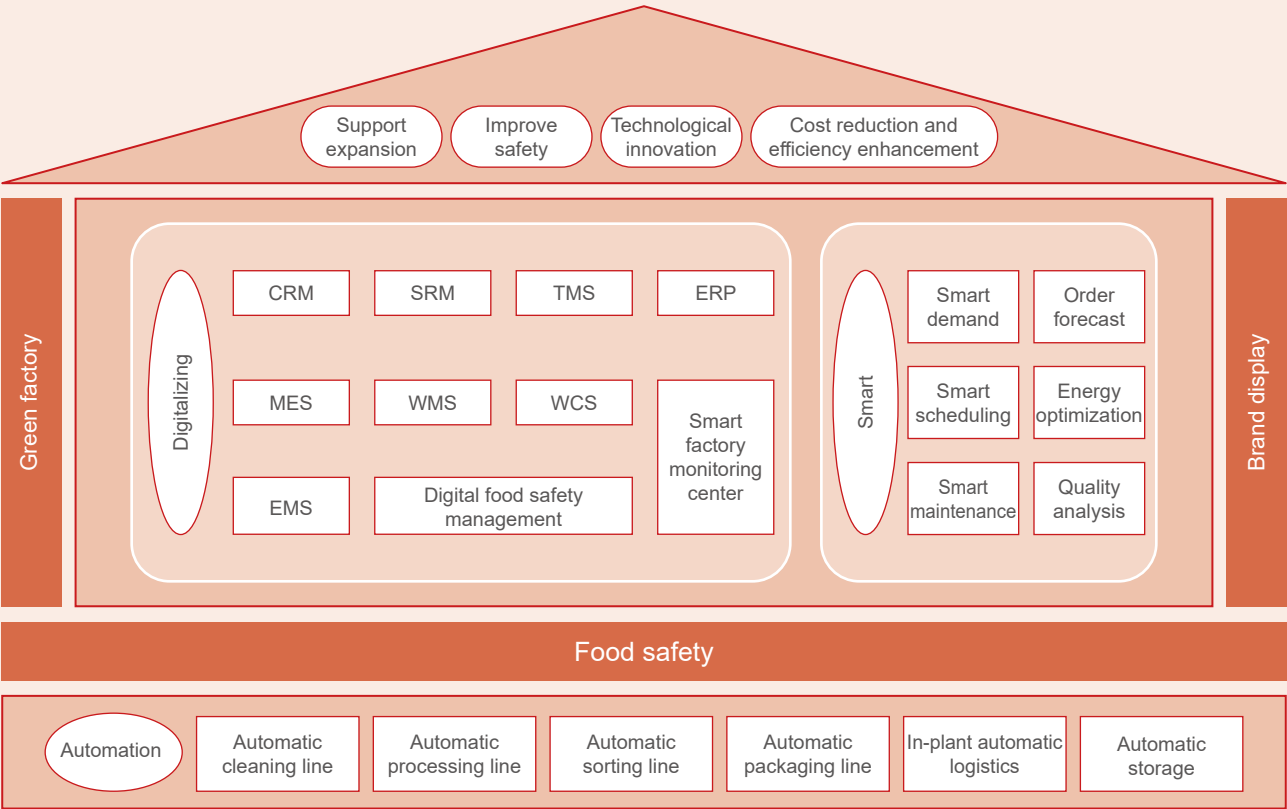 Support
expansion
Improve
safety
Technological
innovation
Cost reduction and
efficiency enhancement
Green factory
Digitalizing
CRM
SRM
TMS
ERP
MES
WMS
WCS
Smart
factory
monitoring
center
EMS
Digital food safety
management
Smart
Smart
demand
Order
forecast
Smart
scheduling
Energy
optimization
Smart
maintenance
Quality
analysis
Brand display
Food safety
Automation
Automatic
cleaning line
Automatic
processing line
Automatic
sorting line
Automatic
packaging line
In-plant automatic
logistics
Automatic
storage